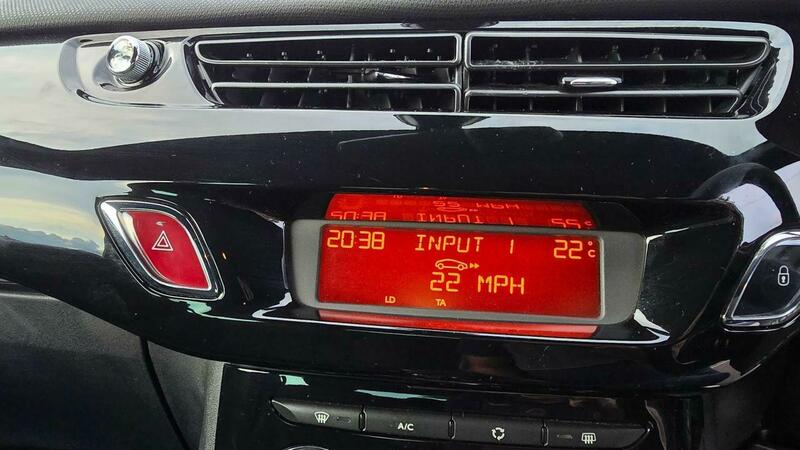 20:38 INPUT 1 22°C
22 MPH
LD TA
A/C